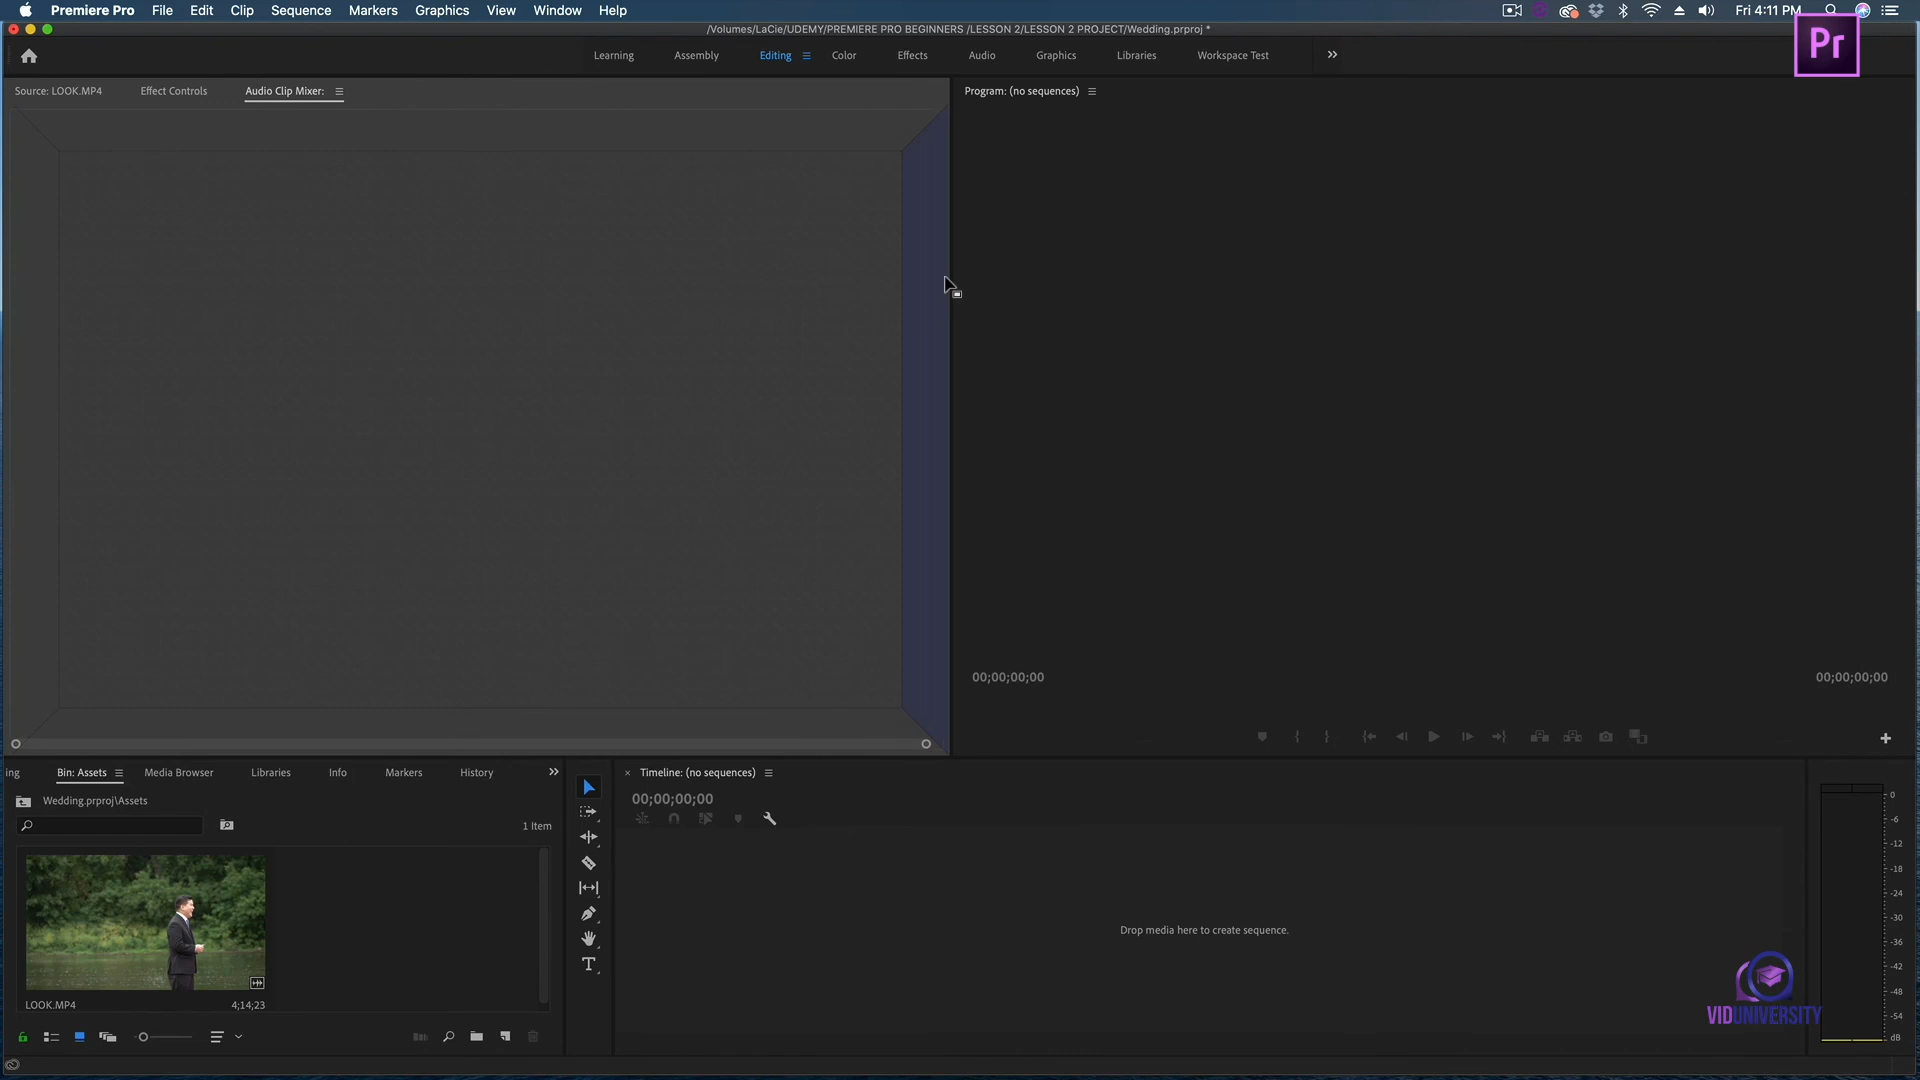 Premiere Pro File Edit Clip Sequence Markers Graphics View Window Help Fri 4:11 PM
/Volumes/LaCie/UDEMY/PREMIERE PRO BEGINNERS /LESSON 2/LESSON 2 PROJECT/Wedding.prproj *
Pr
Learning Assembly Editing Color Effects Audio Graphics Libraries Workspace Test
Source: LOOK.MP4 Effect Controls Audio Clip Mixer: Program: (no sequences)
00;00;00;00 00;00;00;00
ing Bin: Assets Media Browser Libraries Info Markers History
Timeline: (no sequences)
Wedding.prproj\Assets
00;00;00;00
1 Item
Drop media here to create sequence.
LOOK.MP4 4;14;23
T
0
-6
-12
-18
-24
-30
-36
-42
-48
-54
dB
VIDUNIVERSITY